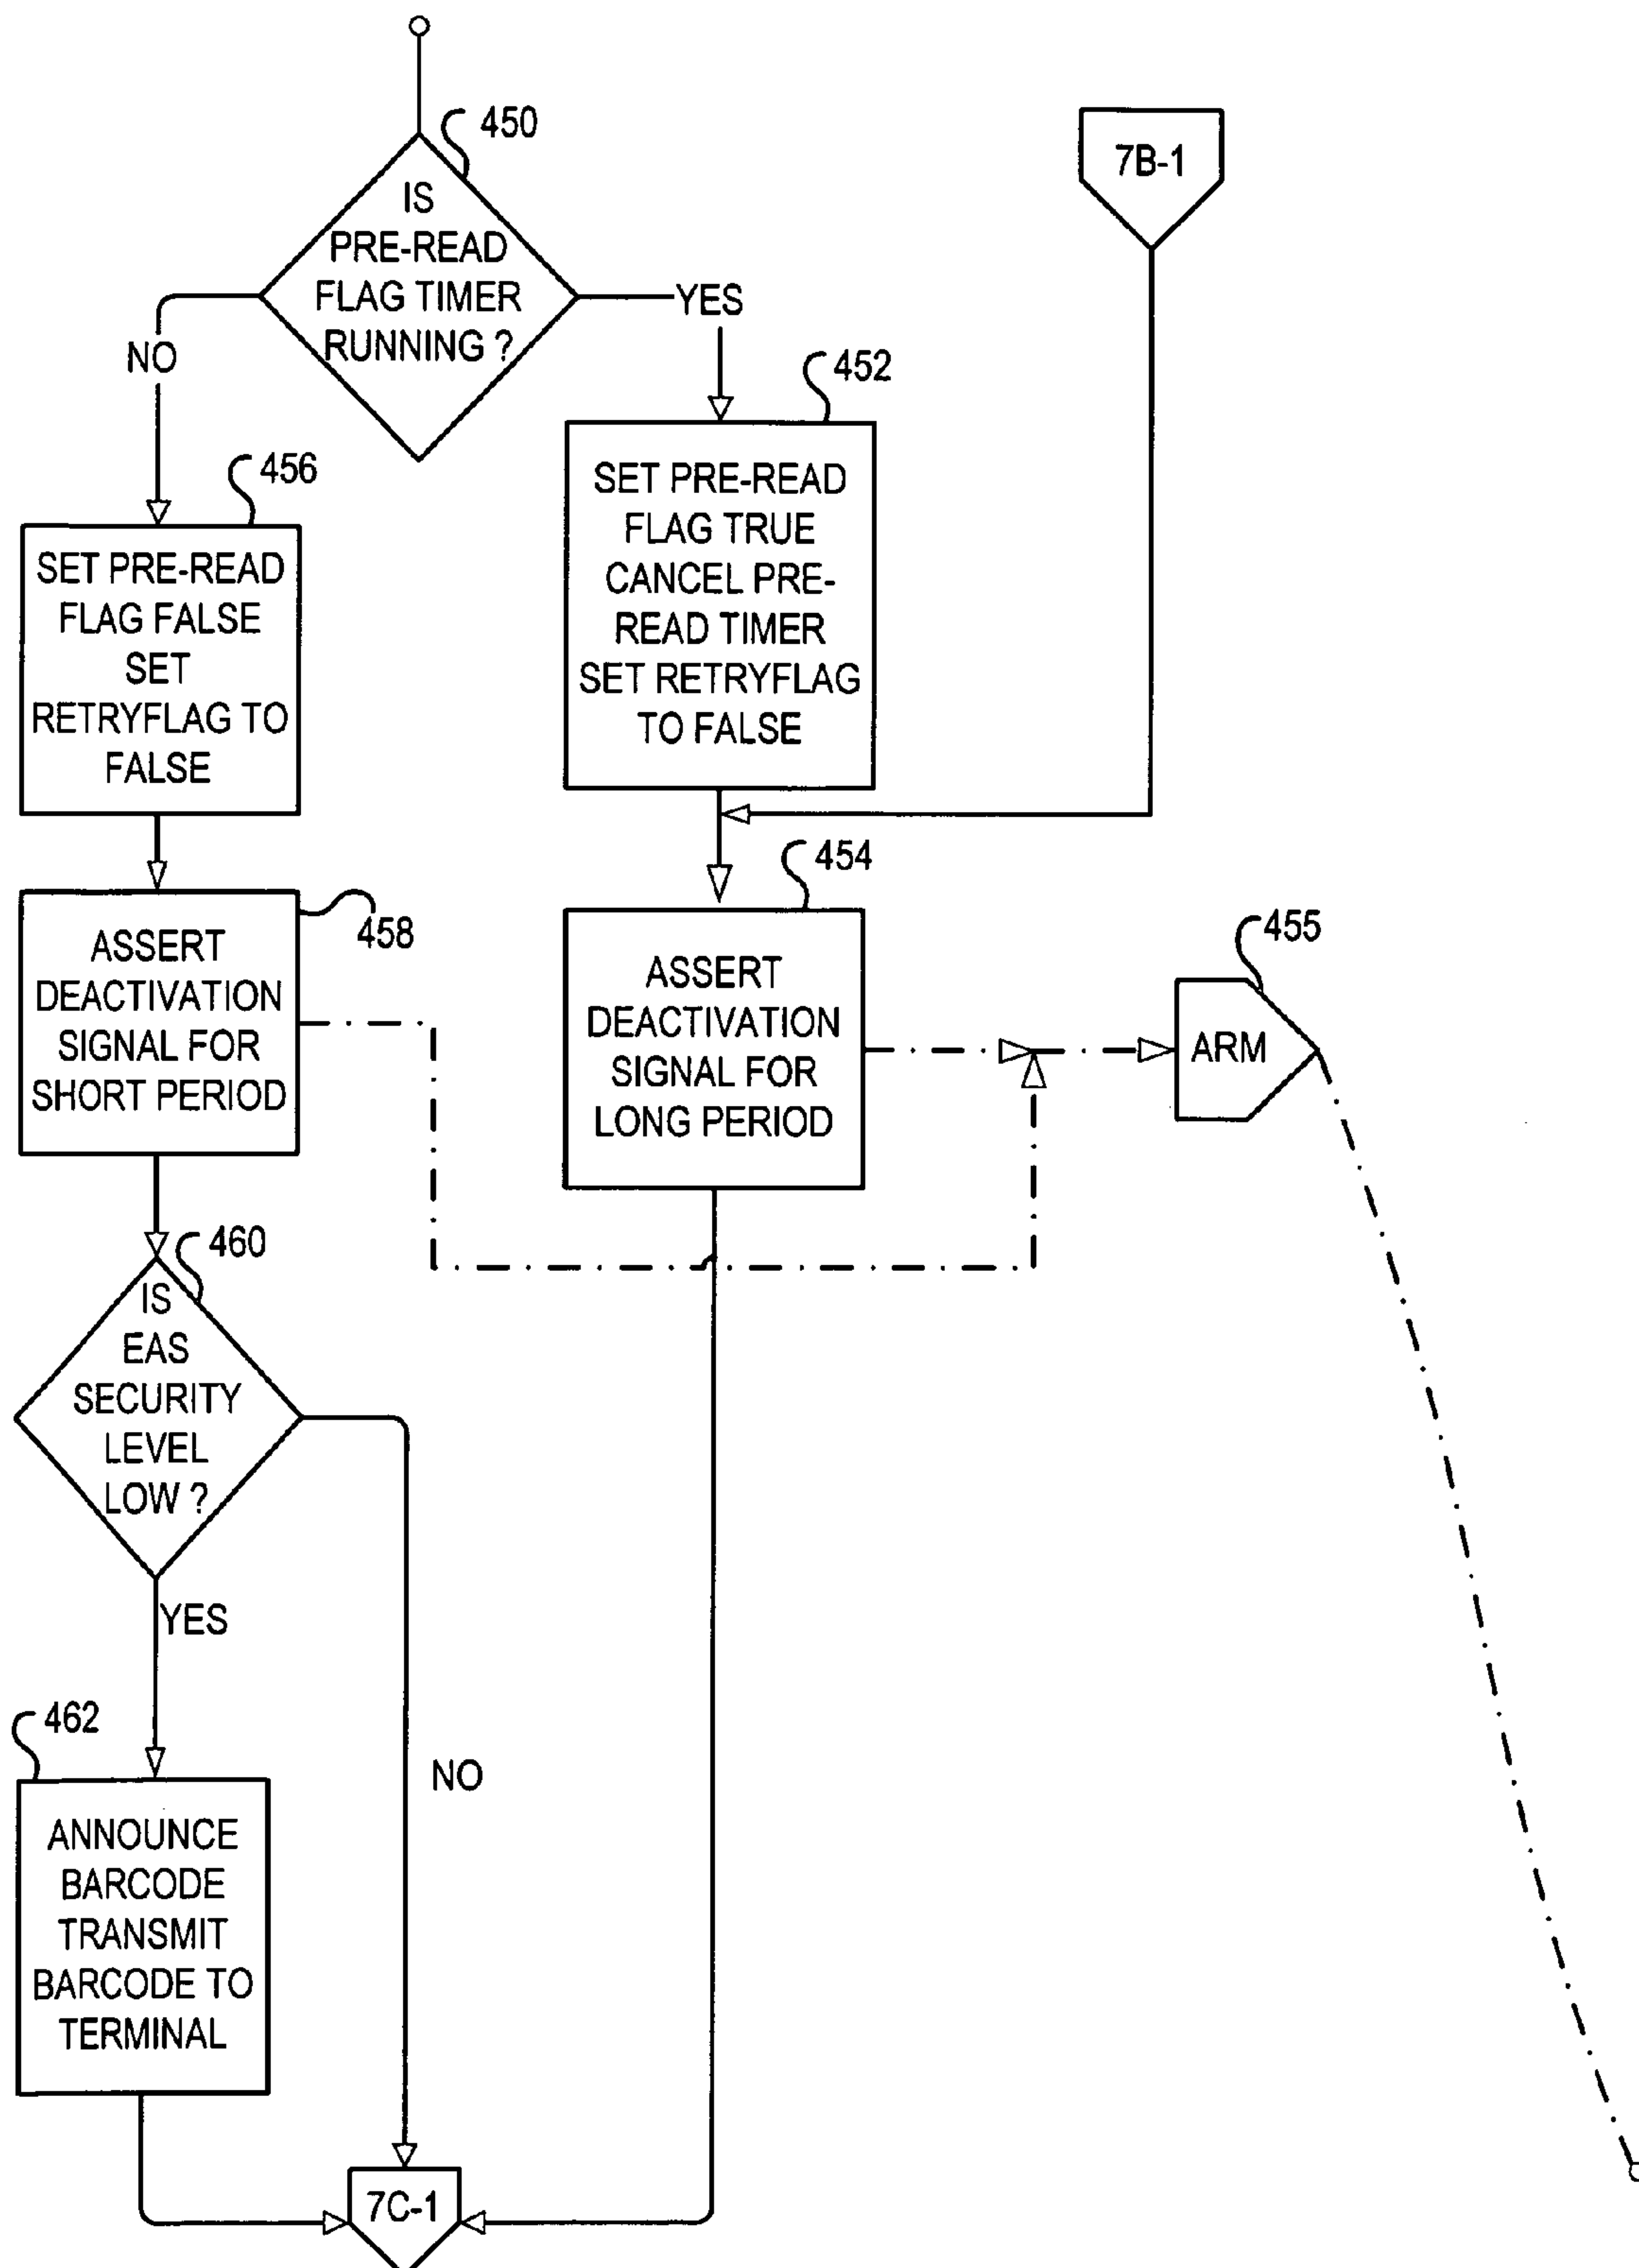 450
IS
PRE-READ
FLAG TIMER
RUNNING ?
7B-1
YES
NO
452
SET PRE-READ
FLAG TRUE
CANCEL PRE-
READ TIMER
SET RETRYFLAG
TO FALSE
456
SET PRE-READ
FLAG FALSE
SET
RETRYFLAG TO
FALSE
454
ASSERT
DEACTIVATION
SIGNAL FOR
LONG PERIOD
458
ASSERT
DEACTIVATION
SIGNAL FOR
SHORT PERIOD
455
ARM
460
IS
EAS
SECURITY
LEVEL
LOW ?
YES
NO
462
ANNOUNCE
BARCODE
TRANSMIT
BARCODE TO
TERMINAL
7C-1